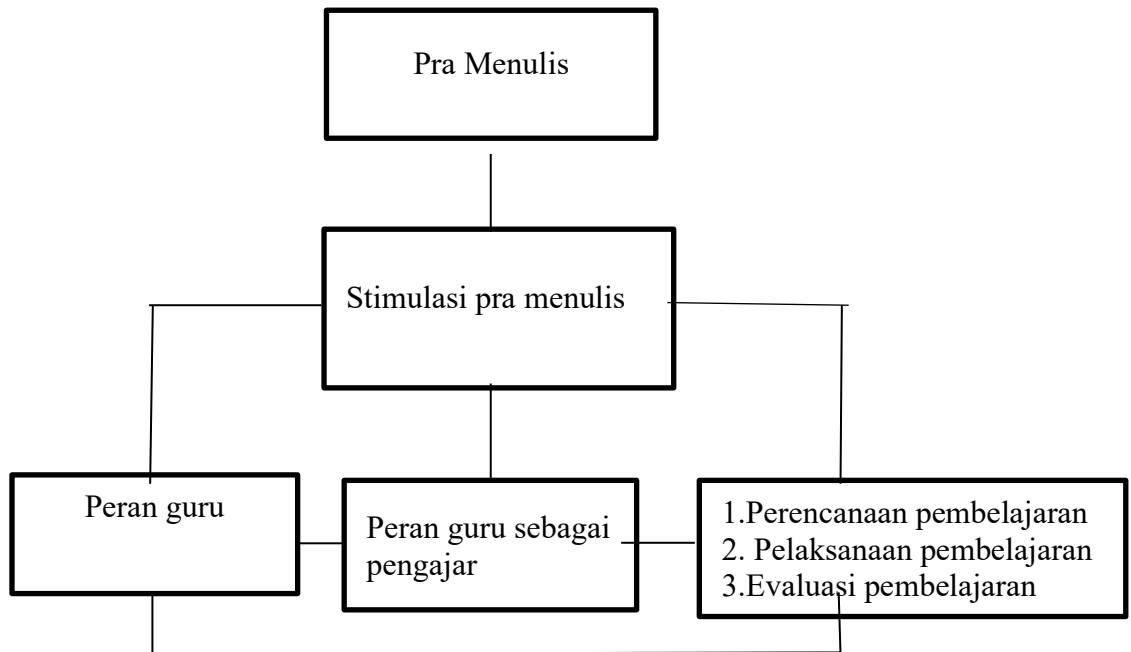 Pra Menulis
Stimulasi pra menulis
Peran guru
Peran guru sebagai
pengajar
1.Perencanaan pembelajaran
2. Pelaksanaan pembelajaran
3.Evaluasi pembelajaran